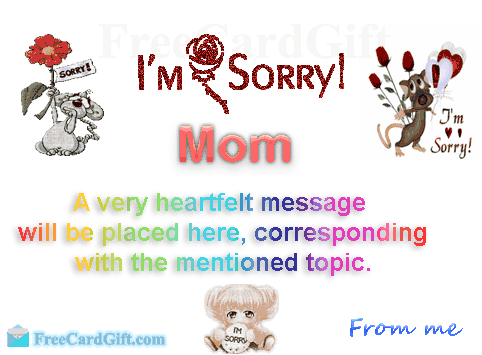 FreeCardGift
SORRY!
I'M SORRY!
I'm
Sorry!
Mom
A very heartfelt message
will be placed here, corresponding
with the mentioned topic.
I'M
SORRY
FreeCardGift.com
From me